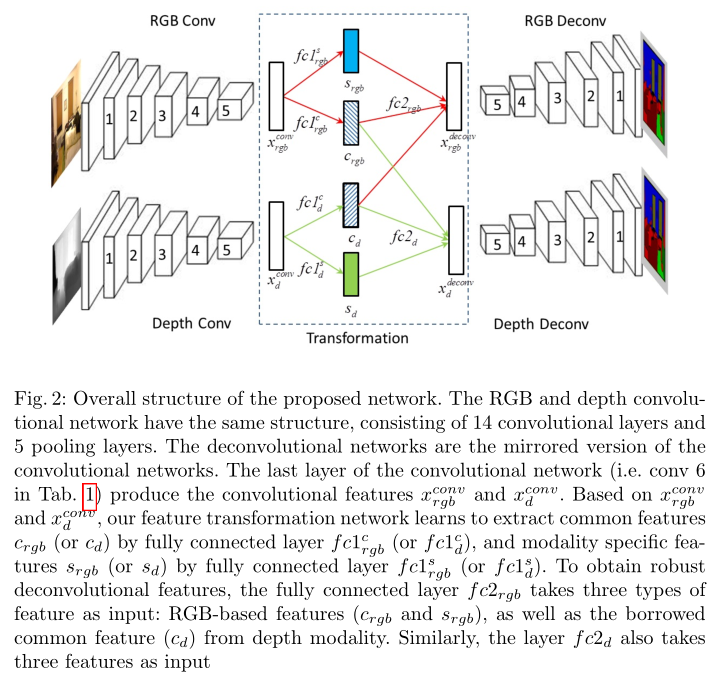 RGB Conv
RGB Deconv
1 2 3 4 5
fc1^s_rgb
s_rgb
fc2_rgb
fc1^c_rgb
x^conv_rgb
c_rgb
x^deconv_rgb
5 4 3 2 1
fc1^c_d
c_d
fc2_d
1 2 3 4 5
x^conv_d
fc1^s_d
s_d
x^deconv_d
5 4 3 2 1
Depth Conv
Depth Deconv
Transformation
Fig. 2: Overall structure of the proposed network. The RGB and depth convolu-
tional network have the same structure, consisting of 14 convolutional layers and
5 pooling layers. The deconvolutional networks are the mirrored version of the
convolutional networks. The last layer of the convolutional network (i.e. conv 6
in Tab. 1) produce the convolutional features x^conv_rgb and x^conv_d. Based on x^conv_rgb
and x^conv_d, our feature transformation network learns to extract common features
c_rgb (or c_d) by fully connected layer fc1^c_rgb (or fc1^c_d), and modality specific fea-
tures s_rgb (or s_d) by fully connected layer fc1^s_rgb (or fc1^s_d). To obtain robust
deconvolutional features, the fully connected layer fc2_rgb takes three types of
feature as input: RGB-based features (c_rgb and s_rgb), as well as the borrowed
common feature (c_d) from depth modality. Similarly, the layer fc2_d also takes
three features as input